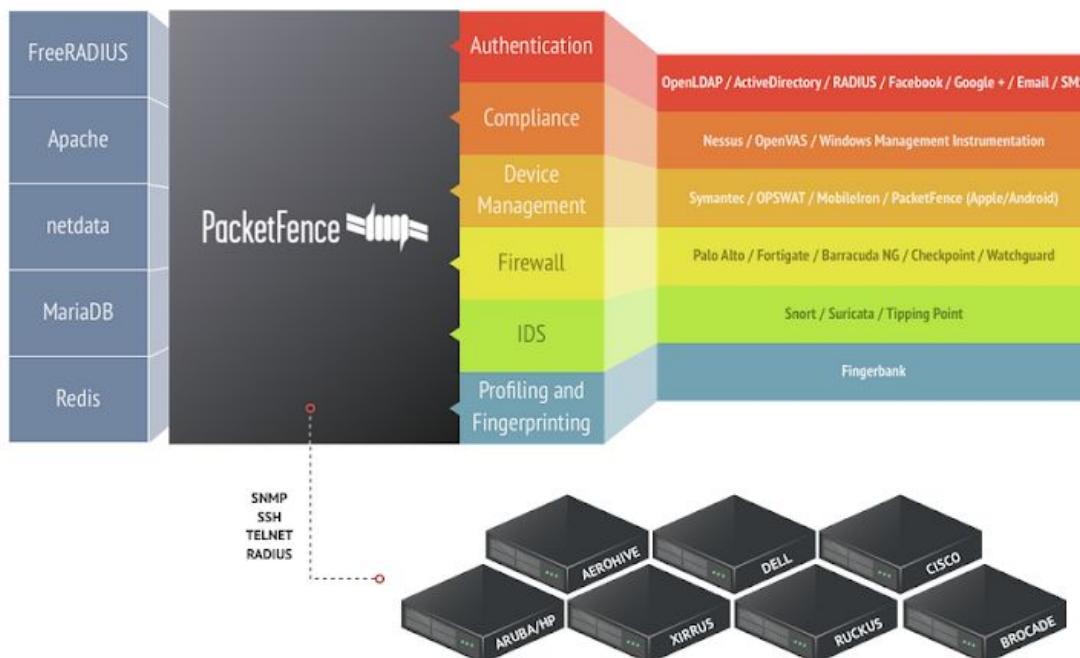 FreeRADIUS
Apache
netdata
MariaDB
Redis
PacketFence
Authentication
Compliance
Device
Management
Firewall
IDS
Profiling and
Fingerprinting
OpenLDAP / ActiveDirectory / RADIUS / Facebook / Google + / Email / SMS
Nessus / OpenVAS / Windows Management Instrumentation
Symantec / OPSWAT / MobileIron / PacketFence (Apple/Android)
Palo Alto / Fortigate / Barracuda NG / Checkpoint / Watchguard
Snort / Suricata / Tipping Point
Fingerbank
SNMP
SSH
TELNET
RADIUS
AEROHIVE
DELL
CISCO
ARUBA/HP
XIRRUS
RUCKUS
BROCADE